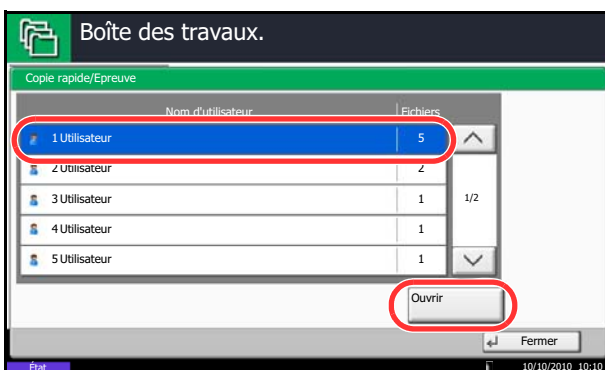 Boîte des travaux.
Copie rapide/Epreuve
Nom d'utilisateur Fichiers
1 Utilisateur 5
2 Utilisateur 2
3 Utilisateur 1
1/2
4 Utilisateur 1
5 Utilisateur 1
Ouvrir
Fermer
État 10/10/2010 10:10